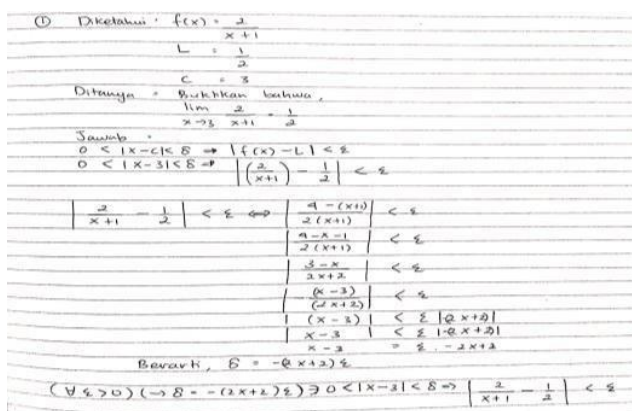 ① Diketahui : f(x) = 2/(x+1)
L = 1/2
c = 3
Ditanya : Buktikan bahwa,
lim x→3 2/(x+1) = 1/2
Jawab :
0 < |x-c| < δ → |f(x) - L| < ε
0 < |x-3| < δ → |(2/(x+1)) - 1/2| < ε
|2/(x+1) - 1/2| < ε ⇔ |(4-(x+1))/(2(x+1))| < ε
|(4-x-1)/(2(x+1))| < ε
|(3-x)/(2x+2)| < ε
|-(x-3)/(2x+2)| < ε
|(x-3)| < ε |-(2x+2)|
|x-3| < ε |-(2x+2)|
x-3 = ε . -2x+2
Berarti, δ = -(2x+2)ε
(∀ε>0)(→δ = -(2x+2)ε)∋0<|x-3|<δ→ |2/(x+1) - 1/2| < ε